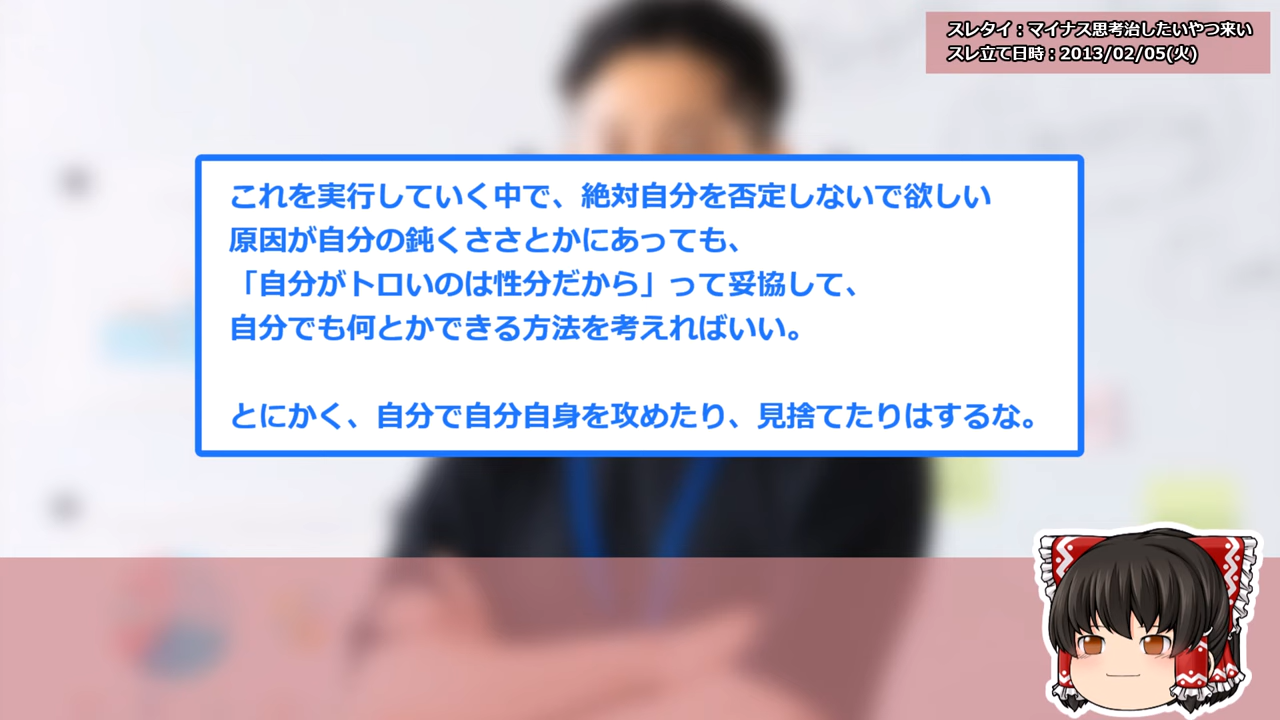 スレタイ：マイナス思考治したいやつ来い
スレ立て日時：2013/02/05(火)
これを実行していく中で、絶対自分を否定しないで欲しい
原因が自分の鈍くささとかにあっても、
「自分がトロいのは性分だから」って妥協して、
自分でも何とかできる方法を考えればいい。
とにかく、自分で自分自身を攻めたり、見捨てたりはするな。